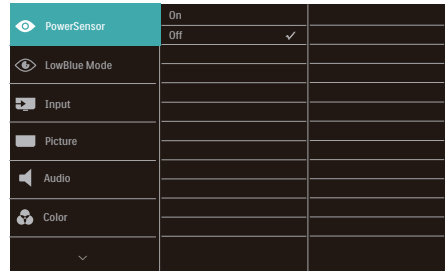 PowerSensor
On
Off
LowBlue Mode
Input
Picture
Audio
Color